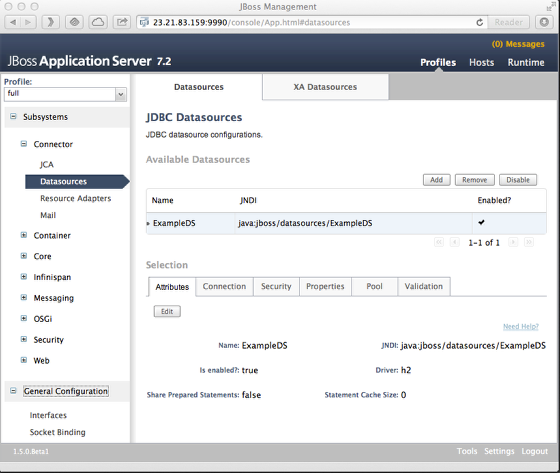 JBoss Management
23.21.83.159:9990/console/App.html#datasources
Reader
(0) Messages
JBoss Application Server 7.2
Profiles Hosts Runtime
Profile:
full
Subsystems
Connector
JCA
Datasources
Resource Adapters
Mail
Container
Core
Infinispan
Messaging
OSGi
Security
Web
General Configuration
Interfaces
Socket Binding
Datasources XA Datasources
JDBC Datasources
JDBC datasource configurations.
Available Datasources
Add Remove Disable
Name JNDI Enabled?
» ExampleDS java:jboss/datasources/ExampleDS ✔
1-1 of 1
Selection
Attributes Connection Security Properties Pool Validation
Edit
Need Help?
Name: ExampleDS JNDI: java:jboss/datasources/ExampleDS
Is enabled?: true Driver: h2
Share Prepared Statements: false Statement Cache Size: 0
1.5.0.Beta1 Tools Settings Logout